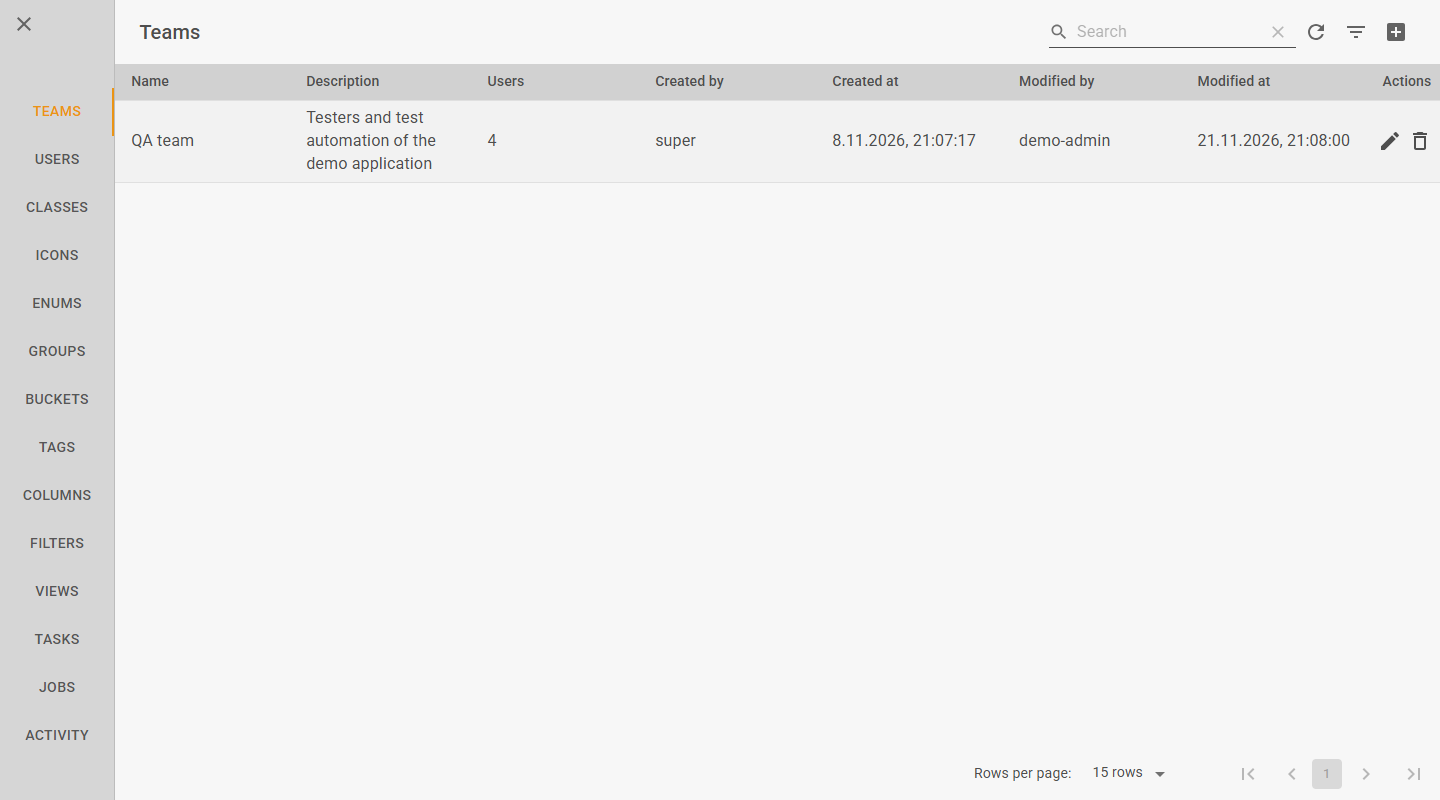 Teams
Search
TEAMS
USERS
CLASSES
ICONS
ENUMS
GROUPS
BUCKETS
TAGS
COLUMNS
FILTERS
VIEWS
TASKS
JOBS
ACTIVITY
Name Description Users Created by Created at Modified by Modified at Actions
QA team
Testers and test
automation of the
demo application
4 super 8.11.2026, 21:07:17 demo-admin 21.11.2026, 21:08:00
Rows per page: 15 rows 1